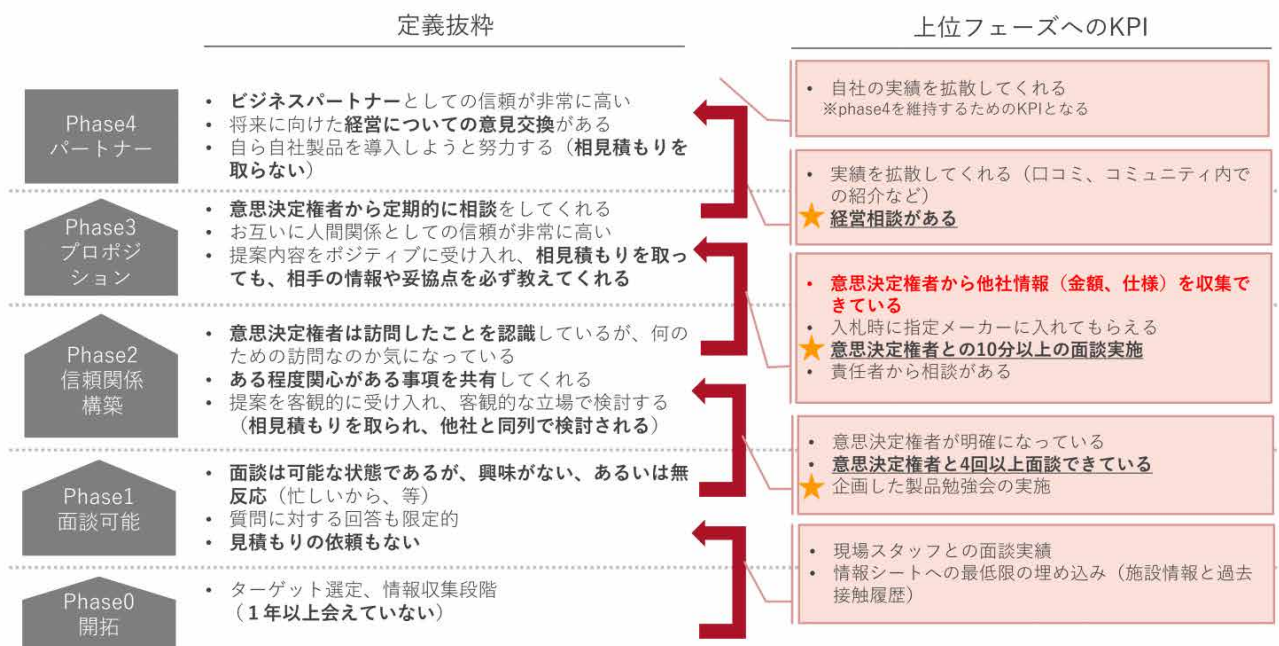 定義抜粋
上位フェーズへのKPI
Phase4
パートナー
• ビジネスパートナーとしての信頼が非常に高い
• 将来に向けた経営についての意見交換がある
• 自ら自社製品を導入しようと努力する（相見積もりを
取らない）
• 自社の実績を拡散してくれる
※phase4を維持するためのKPIとなる
Phase3
プロポジ
ション
• 意思決定権者から定期的に相談をしてくれる
• お互いに人間関係としての信頼が非常に高い
• 提案内容をポジティブに受け入れ、相見積もりを取っ
ても、相手の情報や妥協点を必ず教えてくれる
• 実績を拡散してくれる（口コミ、コミュニティ内で
の紹介など）
• 経営相談がある
Phase2
信頼関係
構築
• 意思決定権者は訪問したことを認識しているが、何の
ための訪問なのか気になっている
• ある程度関心がある事項を共有してくれる
• 提案を客観的に受け入れ、客観的な立場で検討する
（相見積もりを取られ、他社と同列で検討される）
• 意思決定権者から他社情報（金額、仕様）を収集で
きている
• 入札時に指定メーカーに入れてもらえる
• 意思決定権者との10分以上の面談実施
• 責任者から相談がある
Phase1
面談可能
• 面談は可能な状態であるが、興味がない、あるいは無
反応（忙しいから、等）
• 質問に対する回答も限定的
• 見積もりの依頼もない
• 意思決定権者が明確になっている
• 意思決定権者と4回以上面談できている
• 企画した製品勉強会の実施
Phase0
開拓
• ターゲット選定、情報収集段階
（１年以上会えていない）
• 現場スタッフとの面談実績
• 情報シートへの最低限の埋め込み（施設情報と過去
接触履歴）